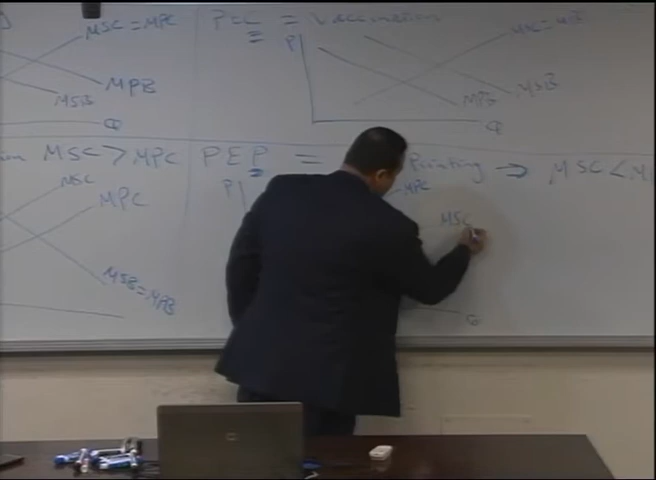 MSC = MPC
PEC = Vaccination
MSC = MPC
P
MPB
MSB
MSB
MPB
Q
Q
MSC > MPC
PEP = Printing → MSC < M
MSC
P
MPC
MPC
MSC
MSB = MPB
Q